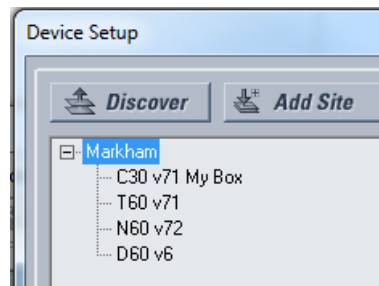 Device Setup
Discover Add Site
Markham
C30 v71 My Box
T60 v71
N60 v72
D60 v6